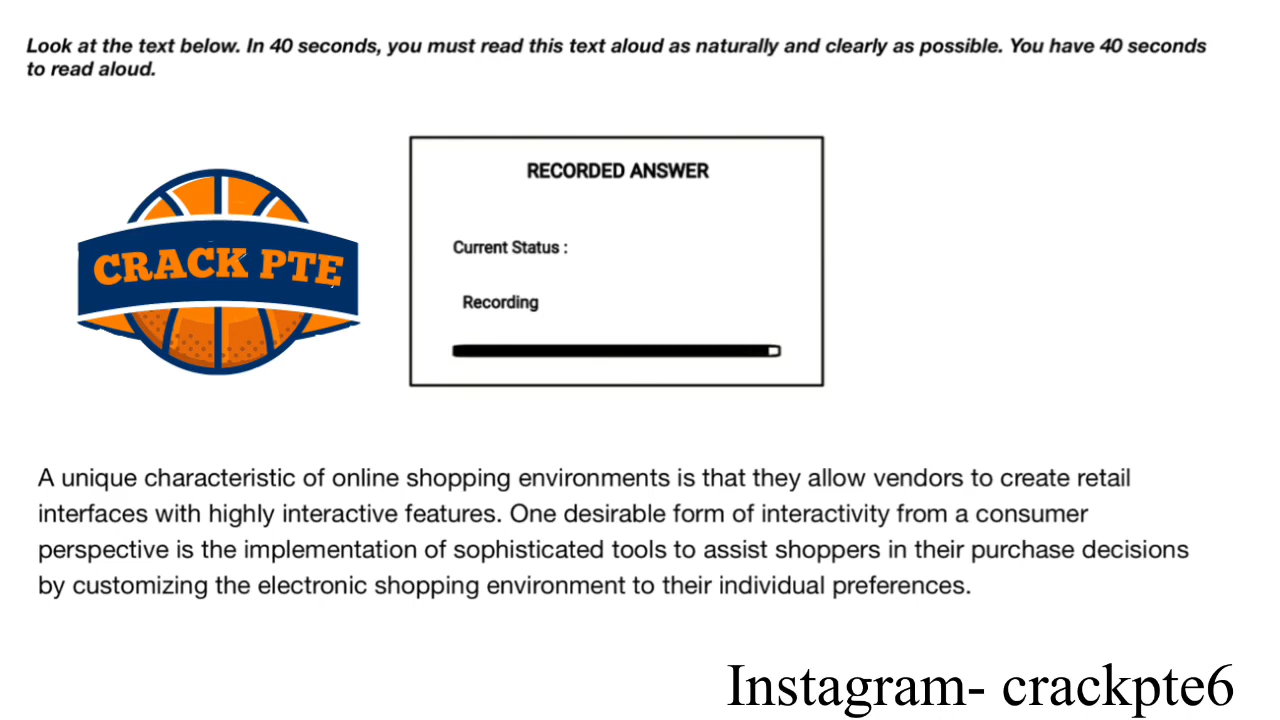 Look at the text below. In 40 seconds, you must read this text aloud as naturally and clearly as possible. You have 40 seconds
to read aloud.
RECORDED ANSWER
CRACK PTE
Current Status :
Recording
A unique characteristic of online shopping environments is that they allow vendors to create retail
interfaces with highly interactive features. One desirable form of interactivity from a consumer
perspective is the implementation of sophisticated tools to assist shoppers in their purchase decisions
by customizing the electronic shopping environment to their individual preferences.
Instagram- crackpte6